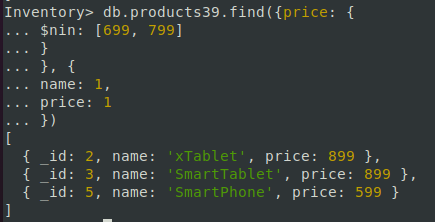 Inventory> db.products39.find({price: {
... $nin: [699, 799]
... }
... }, {
... name: 1,
... price: 1
... })
[
  { _id: 2, name: 'xTablet', price: 899 },
  { _id: 3, name: 'SmartTablet', price: 899 },
  { _id: 5, name: 'SmartPhone', price: 599 }
]